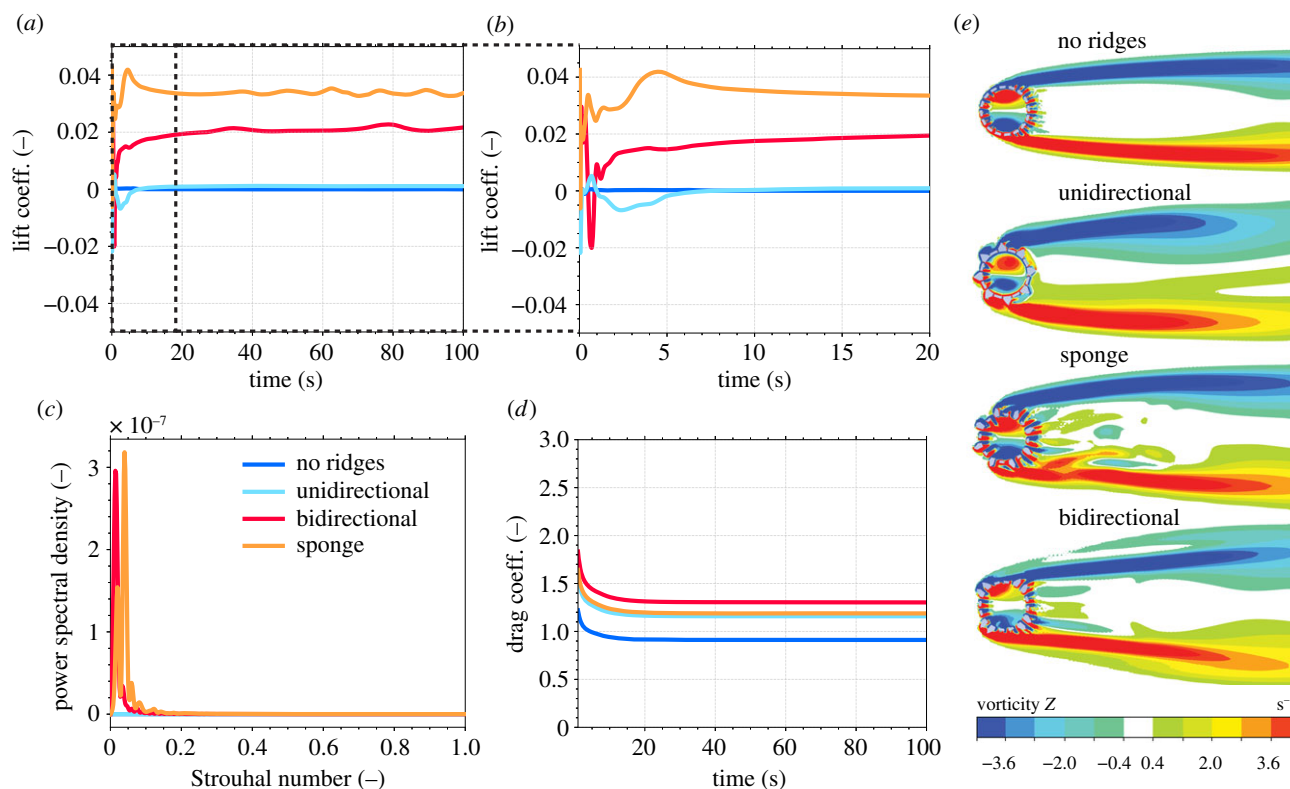 (a)
0.04
0.02
0
−0.02
−0.04
lift coeff. (–)
0 20 40 60 80 100
time (s)
(b)
0.04
0.02
0
−0.02
−0.04
lift coeff. (–)
0 5 10 15 20
time (s)
(c)
× 10⁻⁷
3
2
1
0
power spectral density (–)
no ridges
unidirectional
bidirectional
sponge
0 0.2 0.4 0.6 0.8 1.0
Strouhal number (–)
(d)
3.0
2.5
2.0
1.5
1.0
0.5
0
drag coeff. (–)
20 40 60 80 100
time (s)
(e)
no ridges
unidirectional
sponge
bidirectional
vorticity Z s⁻
−3.6 −2.0 −0.4 0.4 2.0 3.6